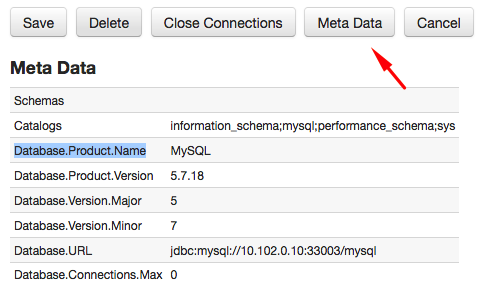 Save Delete Close Connections Meta Data Cancel
Meta Data
Schemas
Catalogs information_schema;mysql;performance_schema;sys
Database.Product.Name MySQL
Database.Product.Version 5.7.18
Database.Version.Major 5
Database.Version.Minor 7
Database.URL jdbc:mysql://10.102.0.10:33003/mysql
Database.Connections.Max 0